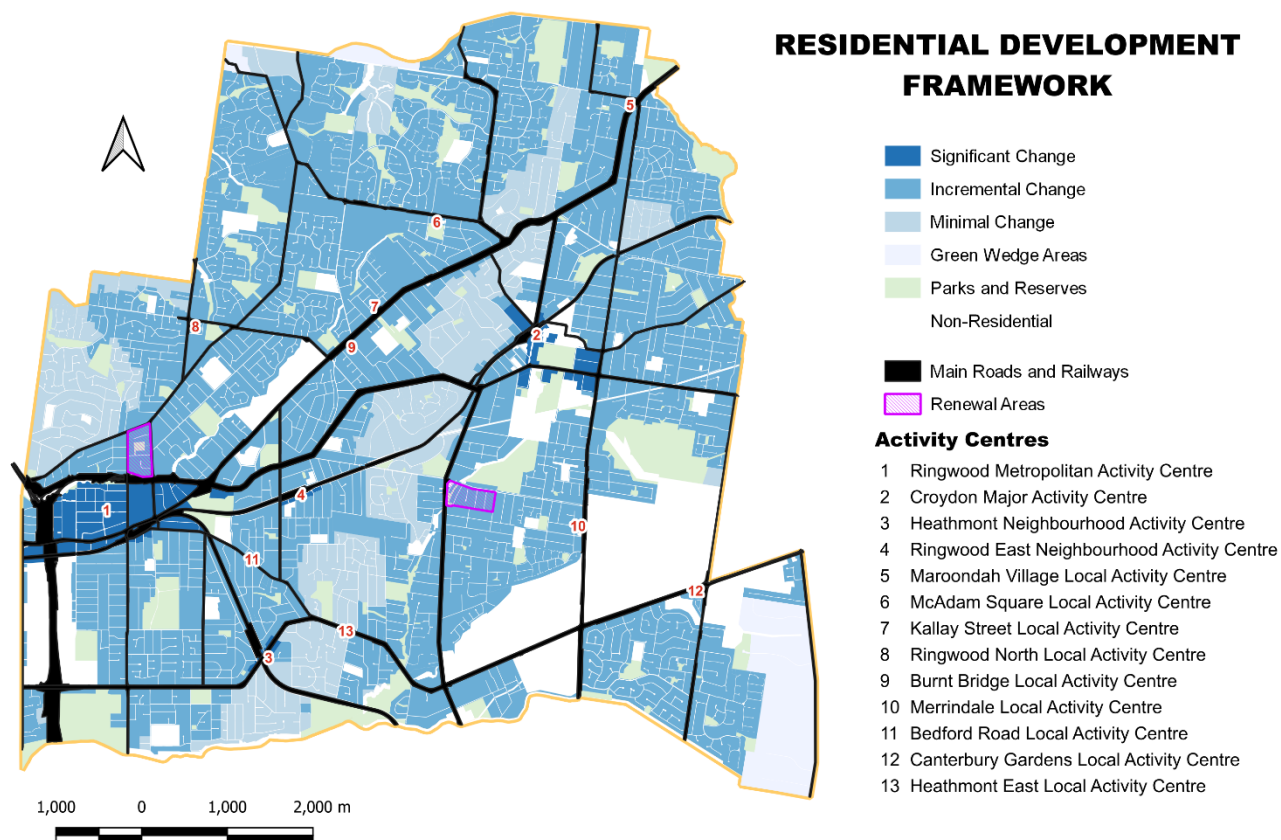 RESIDENTIAL DEVELOPMENT
FRAMEWORK
Significant Change
Incremental Change
Minimal Change
Green Wedge Areas
Parks and Reserves
Non-Residential
Main Roads and Railways
Renewal Areas
Activity Centres
1 Ringwood Metropolitan Activity Centre
2 Croydon Major Activity Centre
3 Heathmont Neighbourhood Activity Centre
4 Ringwood East Neighbourhood Activity Centre
5 Maroondah Village Local Activity Centre
6 McAdam Square Local Activity Centre
7 Kallay Street Local Activity Centre
8 Ringwood North Local Activity Centre
9 Burnt Bridge Local Activity Centre
10 Merrindale Local Activity Centre
11 Bedford Road Local Activity Centre
12 Canterbury Gardens Local Activity Centre
13 Heathmont East Local Activity Centre
5
6
7
8
2
9
4
1
10
11
12
13
3
1,000 0 1,000 2,000 m